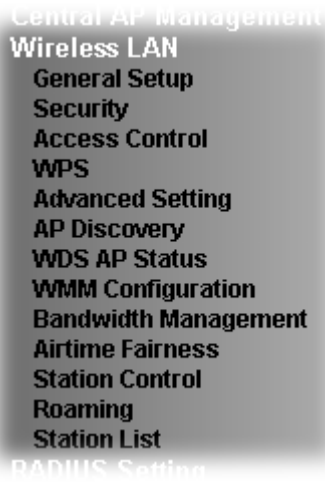 Central AP Management
Wireless LAN
General Setup
Security
Access Control
WPS
Advanced Setting
AP Discovery
WDS AP Status
WMM Configuration
Bandwidth Management
Airtime Fairness
Station Control
Roaming
Station List
RADIUS Setting